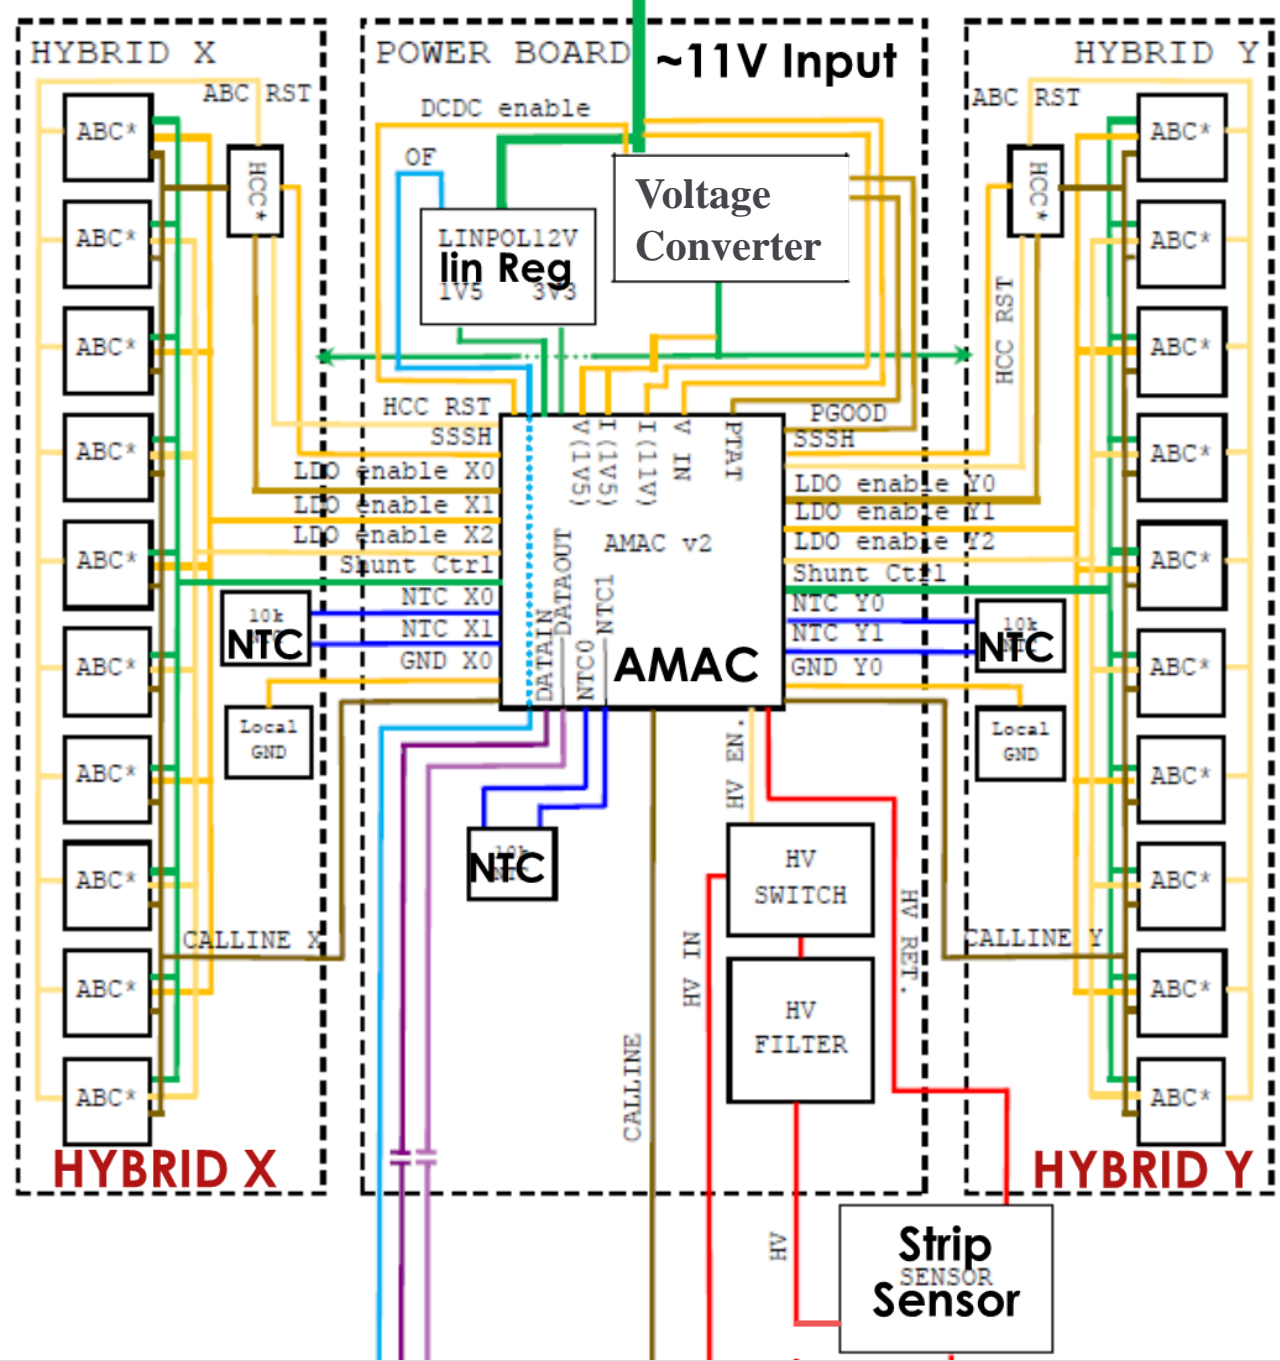 HYBRID X
POWER BOARD
~11V Input
HYBRID Y
ABC RST
DCDC enable
ABC RST
ABC*
ABC*
ABC*
ABC*
ABC*
ABC*
ABC*
ABC*
ABC*
ABC*
HCC*
OF
LINPOL12V
lin Reg
1V5 3V3
Voltage
Converter
HCC*
HCC RST
ABC*
ABC*
ABC*
ABC*
ABC*
ABC*
ABC*
ABC*
ABC*
ABC*
HCC RST
SSSH
LDO enable X0
LDO enable X1
LDO enable X2
Shunt Ctrl
NTC X0
NTC X1
GND X0
V(1V5)
I(1V5)
I(11V)
V IN
PTAT
AMAC v2
DATAIN
DATAOUT
NTC0
NTC1
AMAC
PGOOD
SSSH
LDO enable Y0
LDO enable Y1
LDO enable Y2
Shunt Ctrl
NTC Y0
NTC Y1
GND Y0
10k
NTC
Local
GND
10k
NTC
Local
GND
10k
NTC
HV EN.
HV
SWITCH
HV
FILTER
HV IN
HV RET.
CALLINE X
CALLINE Y
CALLINE
HYBRID X
HYBRID Y
HV
Strip
SENSOR
Sensor